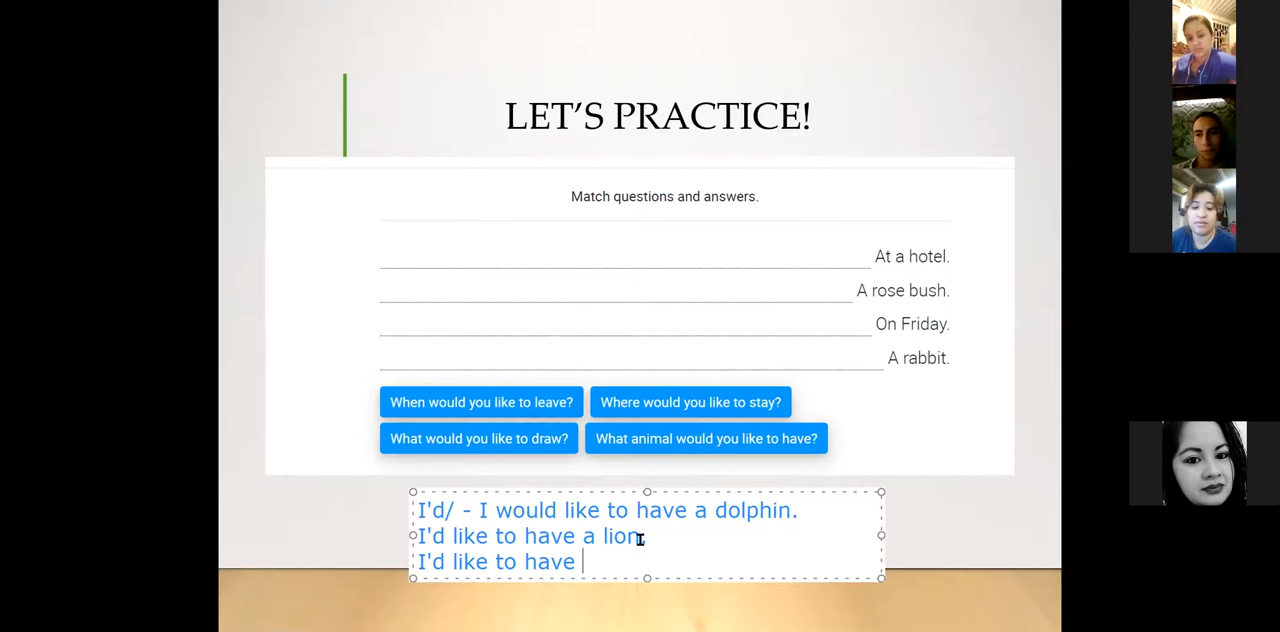 LET'S PRACTICE!
Match questions and answers.
At a hotel.
A rose bush.
On Friday.
A rabbit.
When would you like to leave? Where would you like to stay?
What would you like to draw? What animal would you like to have?
I'd/ - I would like to have a dolphin.
I'd like to have a lion.
I'd like to have